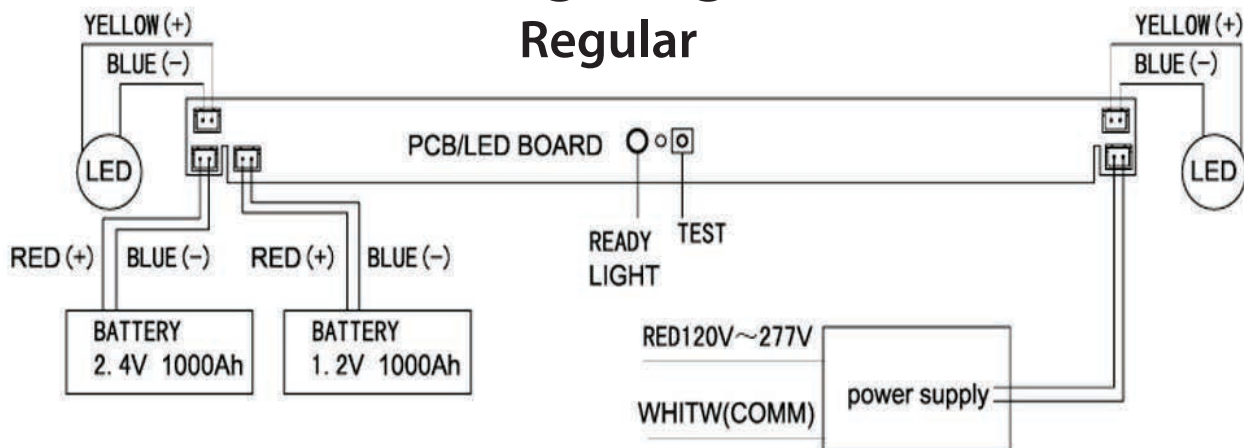 Regular
YELLOW(+)
BLUE(-)
YELLOW(+)
BLUE(-)
PCB/LED BOARD
LED
LED
READY
LIGHT
TEST
RED(+)
BLUE(-)
RED(+)
BLUE(-)
BATTERY
2.4V 1000Ah
BATTERY
1.2V 1000Ah
RED120V~277V
WHITW(COMM)
power supply